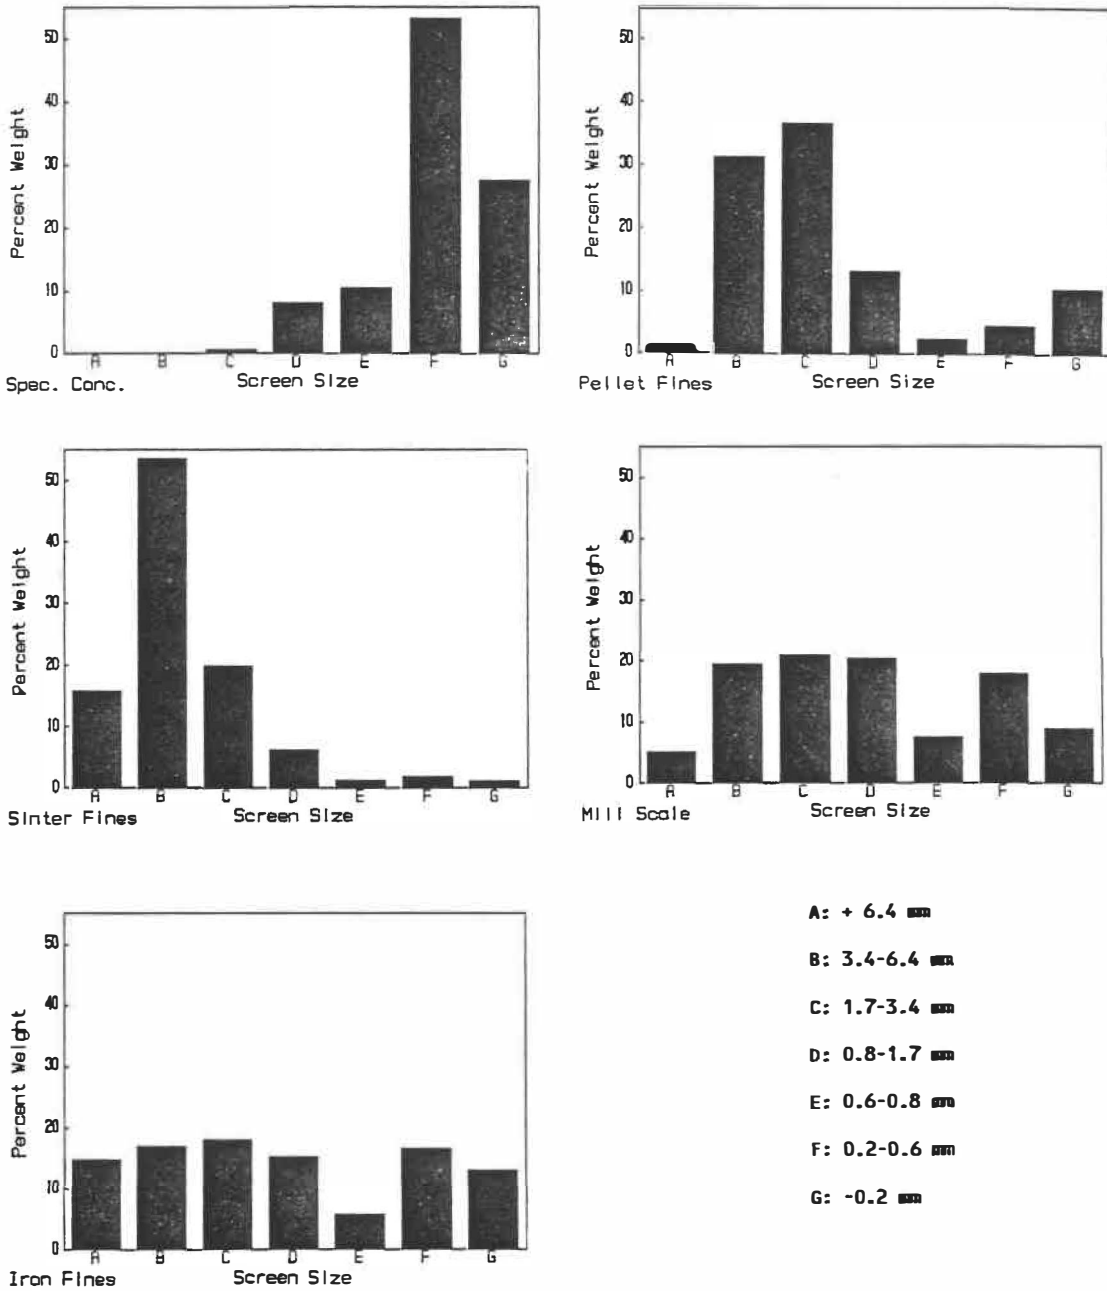 50
40
30
20
10
0
Percent Weight
A B C D E F G
Spec. Conc. Screen Size
50
40
30
20
10
0
Percent Weight
A B C D E F G
Pellet Fines Screen Size
50
40
30
20
10
0
Percent Weight
A B C D E F G
Sinter Fines Screen Size
50
40
30
20
10
0
Percent Weight
A B C D E F G
Mill Scale Screen Size
50
40
30
20
10
0
Percent Weight
A B C D E F G
Iron Fines Screen Size
A: + 6.4 mm
B: 3.4-6.4 mm
C: 1.7-3.4 mm
D: 0.8-1.7 mm
E: 0.6-0.8 mm
F: 0.2-0.6 mm
G: -0.2 mm